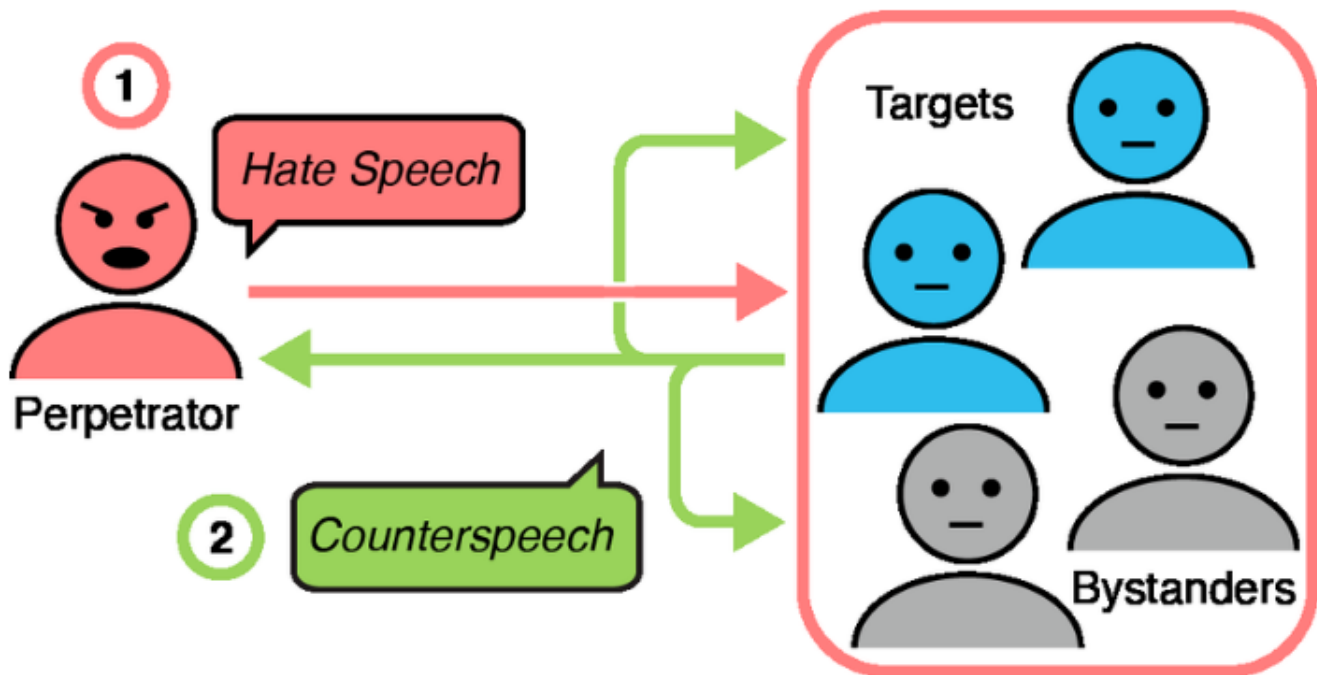 1
Hate Speech
Perpetrator
Targets
2
Counterspeech
Bystanders